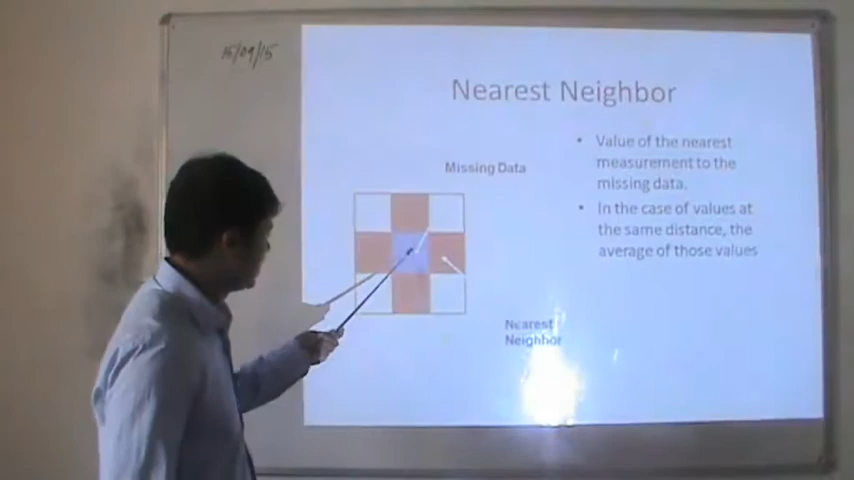 15/09/15
Nearest Neighbor
Missing Data
• Value of the nearest
measurement to the
missing data.
• In the case of values at
the same distance, the
average of those values
Nearest
Neighbor